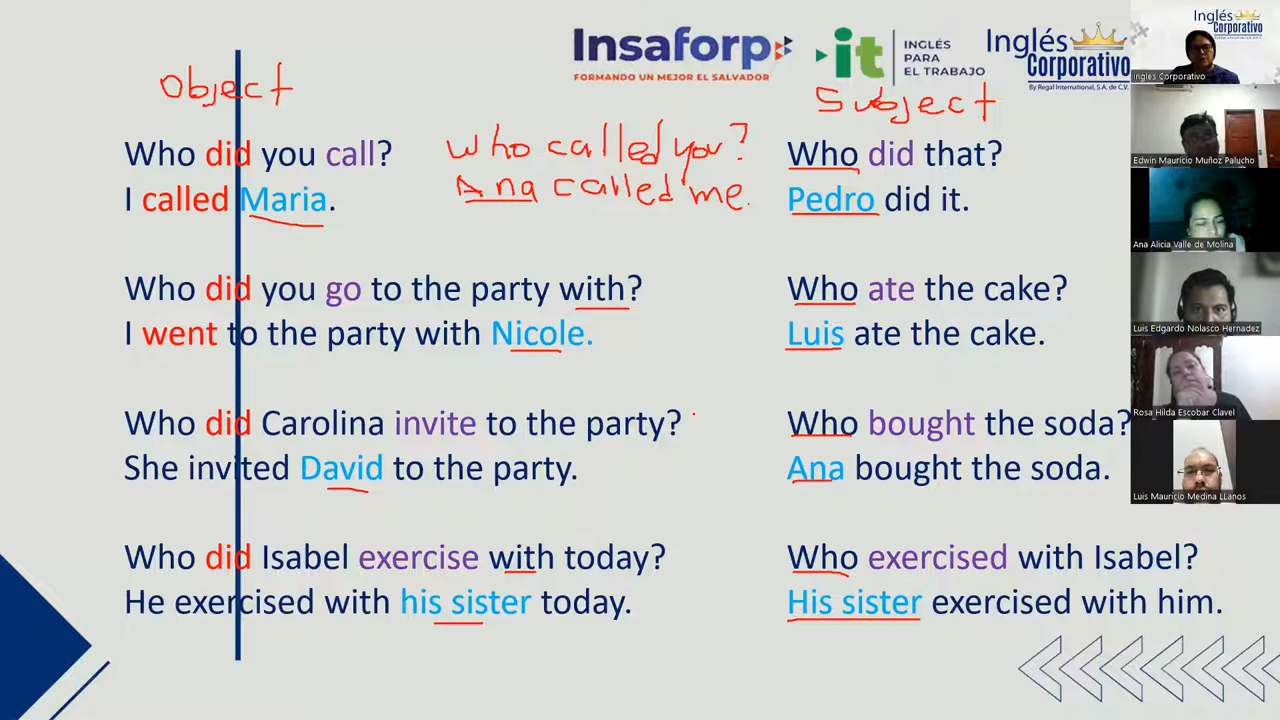 Insaforp
FORMANDO UN MEJOR EL SALVADOR
it
INGLÉS
PARA
EL TRABAJO
Inglés
Corporativo
By Regal International, S.A. de C.V.
Object
Who did you call?
I called Maria.
who called you?
Ana called me.
Who did you go to the party with?
I went to the party with Nicole.
Who did Carolina invite to the party?
She invited David to the party.
Who did Isabel exercise with today?
He exercised with his sister today.
Subject
Who did that?
Pedro did it.
Who ate the cake?
Luis ate the cake.
Who bought the soda?
Ana bought the soda.
Who exercised with Isabel?
His sister exercised with him.
Inglés
Corporativo
Inglés Corporativo
Edwin Mauricio Muñoz Palucho
Ana Alicia Valle de Molina
Luis Edgardo Nolasco Hernadez
Rosa Hilda Escobar Clavel
Luis Mauricio Medina LLanos